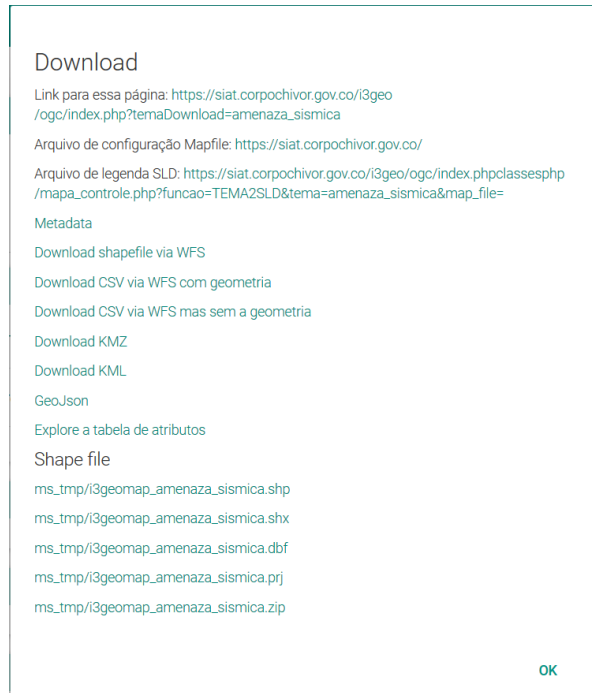 Download
Link para essa página: https://siat.corpochivor.gov.co/i3geo
/ogc/index.php?temaDownload=amenaza_sismica
Arquivo de configuração Mapfile: https://siat.corpochivor.gov.co/
Arquivo de legenda SLD: https://siat.corpochivor.gov.co/i3geo/ogc/index.phpclassesphp
/mapa_controle.php?funcao=TEMA2SLD&tema=amenaza_sismica&map_file=
Metadata
Download shapefile via WFS
Download CSV via WFS com geometria
Download CSV via WFS mas sem a geometria
Download KMZ
Download KML
GeoJson
Explore a tabela de atributos
Shape file
ms_tmp/i3geomap_amenaza_sismica.shp
ms_tmp/i3geomap_amenaza_sismica.shx
ms_tmp/i3geomap_amenaza_sismica.dbf
ms_tmp/i3geomap_amenaza_sismica.prj
ms_tmp/i3geomap_amenaza_sismica.zip
OK